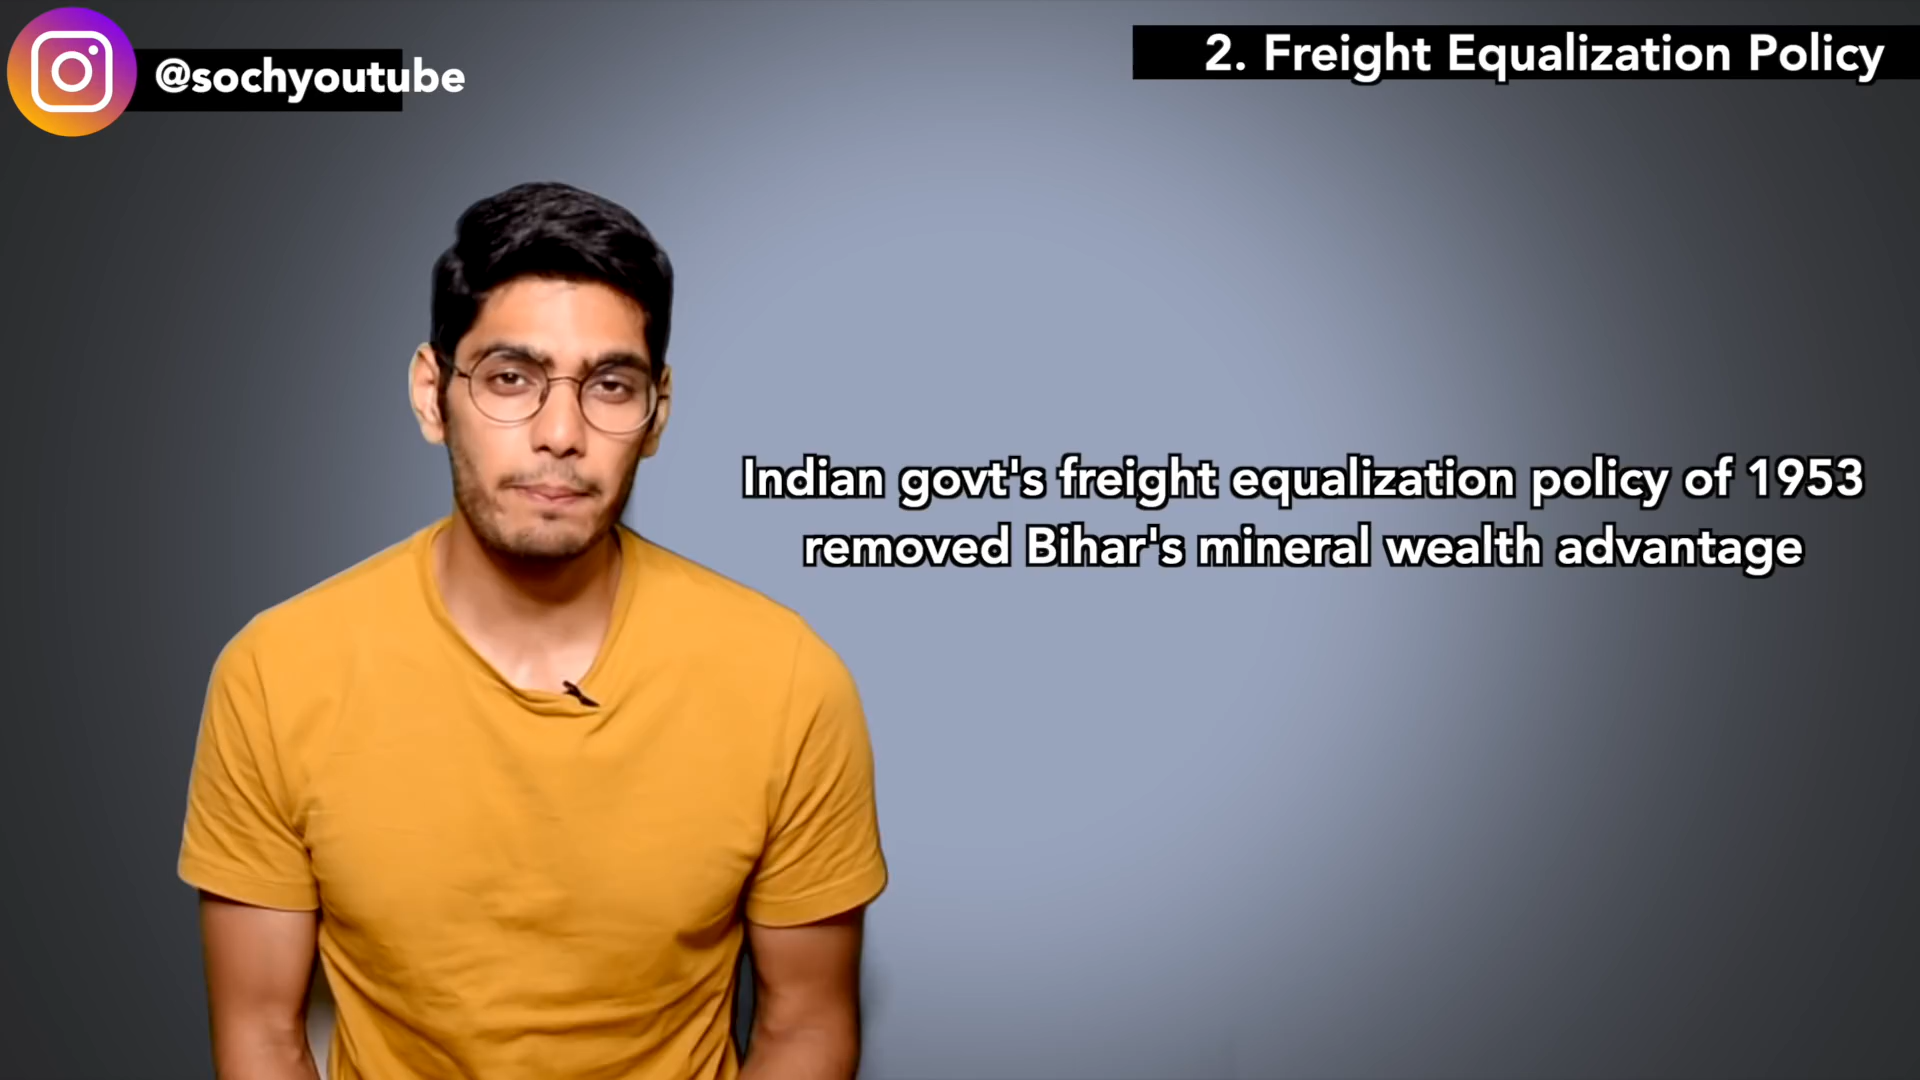 @sochyoutube
2. Freight Equalization Policy
Indian govt's freight equalization policy of 1953
removed Bihar's mineral wealth advantage